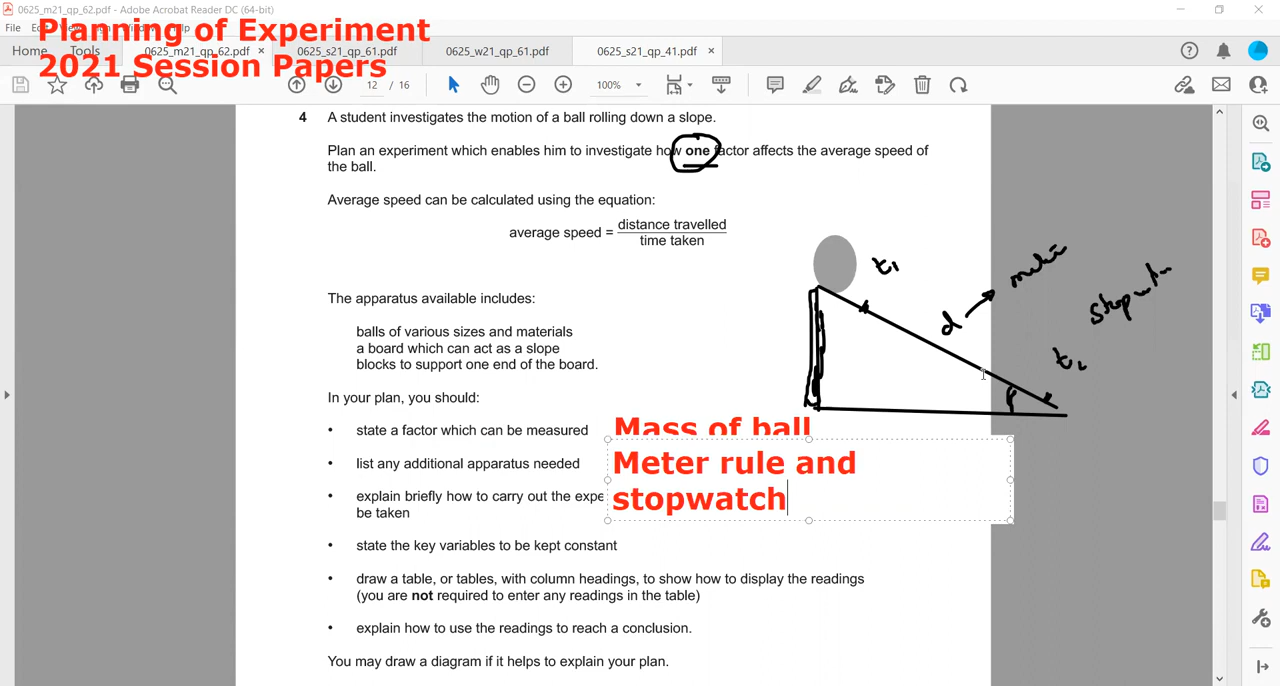 0625_m21_qp_62.pdf - Adobe Acrobat Reader DC (64-bit)
File
Help
Planning of Experiment
2021 Session Papers
Home Tools 0625_m21_qp_62.pdf × 0625_s21_qp_61.pdf 0625_w21_qp_61.pdf 0625_s21_qp_41.pdf ×
12 / 16 100%
4 A student investigates the motion of a ball rolling down a slope.
Plan an experiment which enables him to investigate how one factor affects the average speed of
the ball.
Average speed can be calculated using the equation:
average speed = distance travelled
time taken
t1
d
t2
The apparatus available includes:
balls of various sizes and materials
a board which can act as a slope
blocks to support one end of the board.
In your plan, you should:
• state a factor which can be measured
Mass of ball
• list any additional apparatus needed
Meter rule and
stopwatch
• explain briefly how to carry out the expe
be taken
• state the key variables to be kept constant
• draw a table, or tables, with column headings, to show how to display the readings
(you are not required to enter any readings in the table)
• explain how to use the readings to reach a conclusion.
You may draw a diagram if it helps to explain your plan.